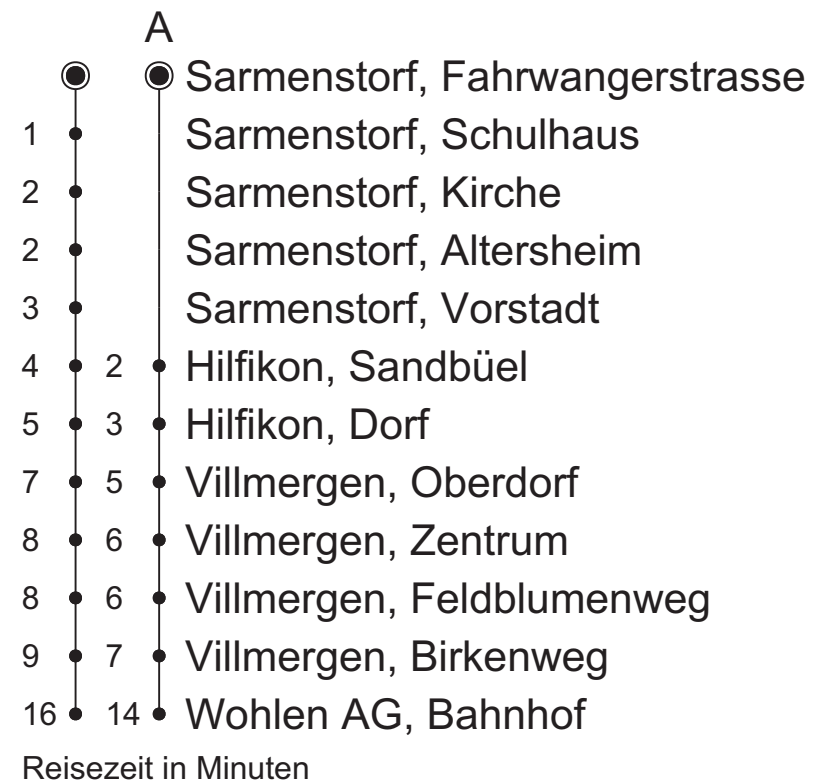 A
Sarmenstorf, Fahrwangerstrasse
1 Sarmenstorf, Schulhaus
2 Sarmenstorf, Kirche
2 Sarmenstorf, Altersheim
3 Sarmenstorf, Vorstadt
4 2 Hilfikon, Sandbüel
5 3 Hilfikon, Dorf
7 5 Villmergen, Oberdorf
8 6 Villmergen, Zentrum
8 6 Villmergen, Feldblumenweg
9 7 Villmergen, Birkenweg
16 14 Wohlen AG, Bahnhof
Reisezeit in Minuten